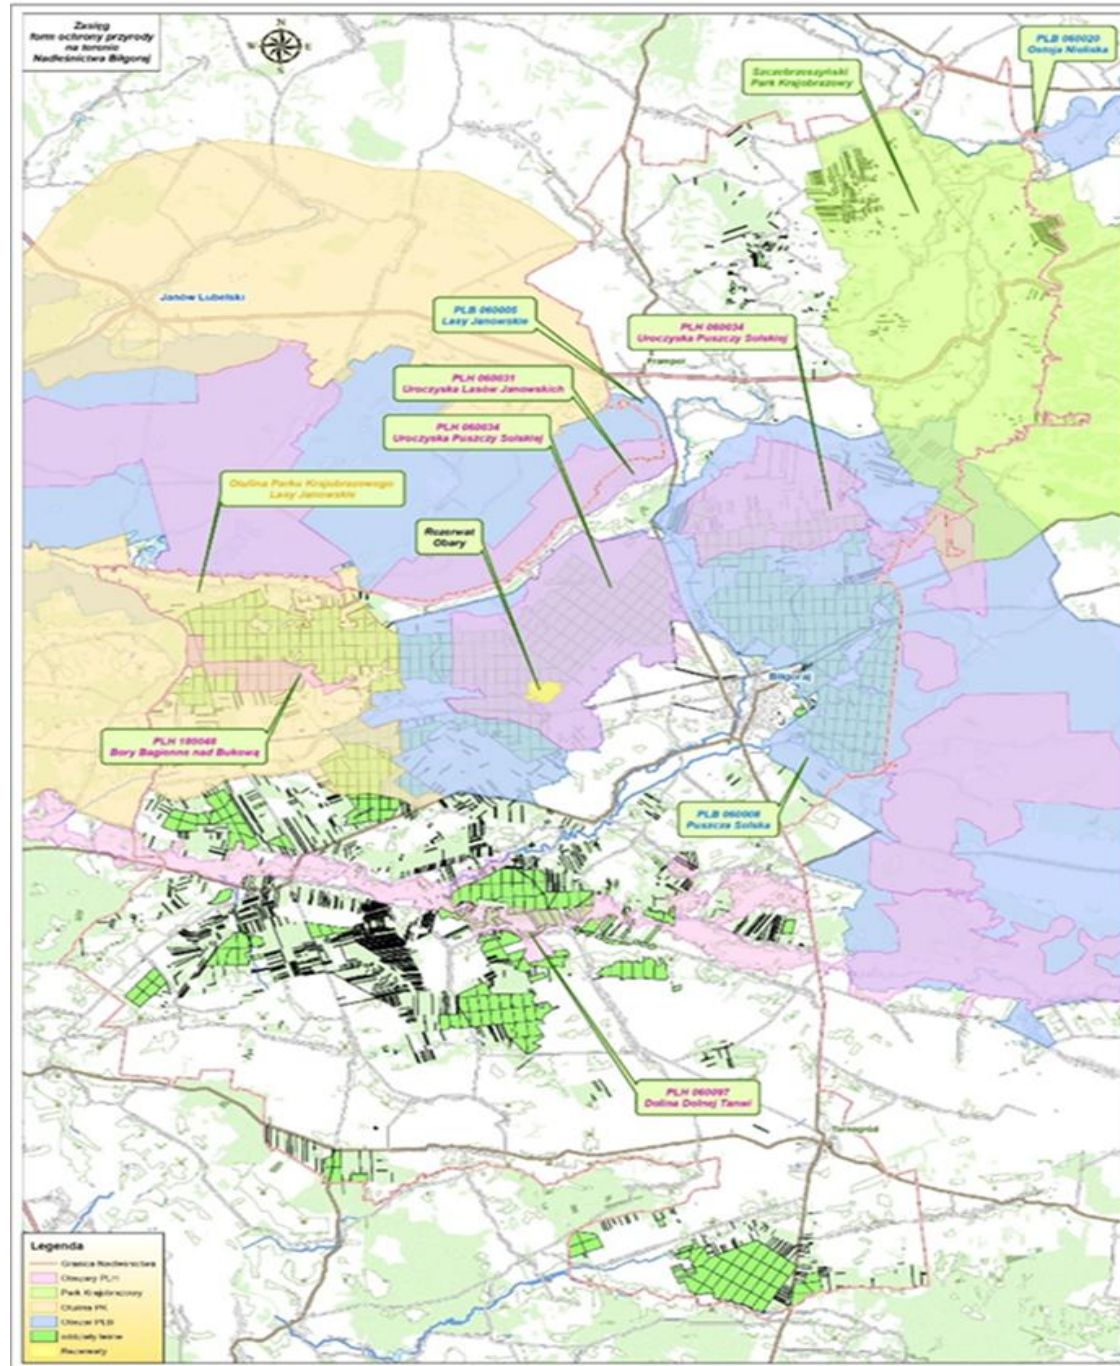 Zasięg
form ochrony przyrody
na terenie
Nadleśnictwa Biłgoraj
N
W
E
S
PLB 060020
Ostoja Nieliska
Szczebrzeszyński
Park Krajobrazowy
Janów Lubelski
PLB 060005
Lasy Janowskie
PLH 060034
Uroczyska Puszczy Solskiej
Frampol
PLH 060031
Uroczyska Lasów Janowskich
PLH 060034
Uroczyska Puszczy Solskiej
Otulina Parku Krajobrazowego
Lasy Janowskie
Rezerwat
Obary
Biłgoraj
PLH 180048
Bory Bagienne nad Bukową
PLB 060008
Puszcza Solska
PLH 060097
Dolina Dolnej Tanwi
Tarnogród
Legenda
Granica Nadleśnictwa
Obszary PLH
Park Krajobrazowy
Otulina PK
Obszar PLB
oddziały leśne
Rezerwaty